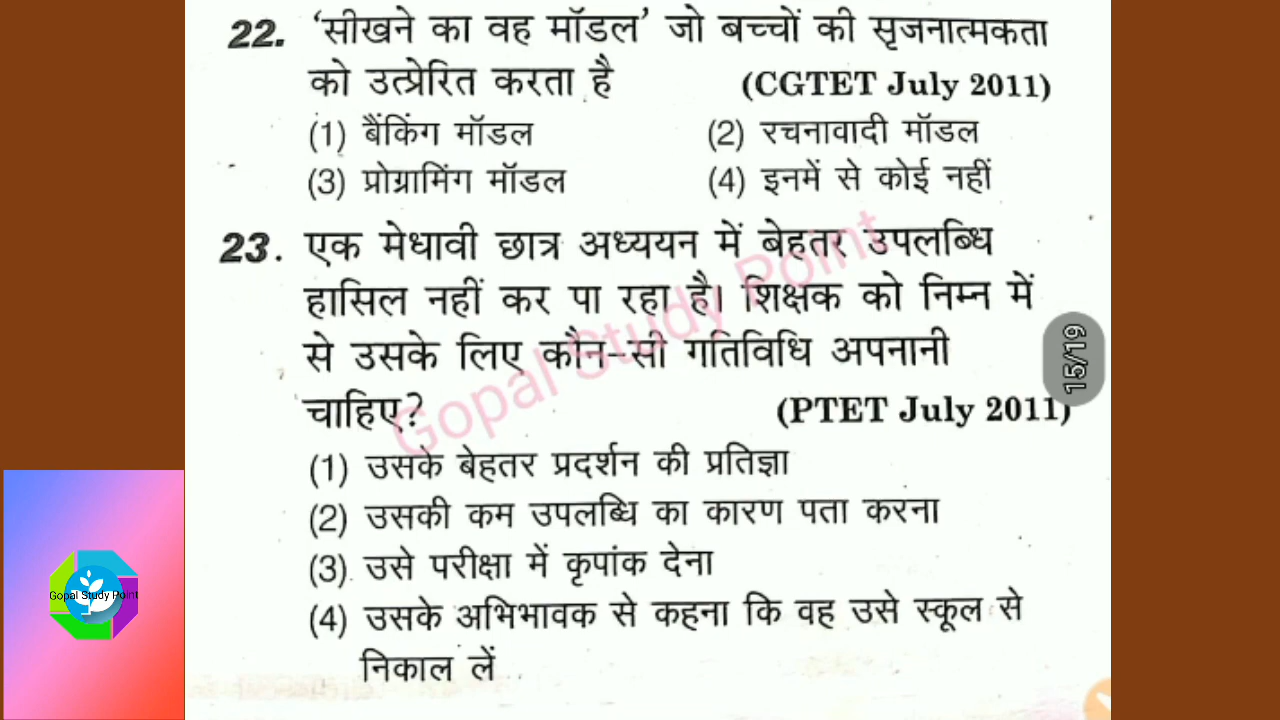 22. ‘सीखने का वह मॉडल’ जो बच्चों की सृजनात्मकता
को उत्प्रेरित करता है (CGTET July 2011)
(1) बैंकिंग मॉडल (2) रचनावादी मॉडल
(3) प्रोग्रामिंग मॉडल (4) इनमें से कोई नहीं
23. एक मेधावी छात्र अध्ययन में बेहतर उपलब्धि
हासिल नहीं कर पा रहा है। शिक्षक को निम्न में
से उसके लिए कौन-सी गतिविधि अपनानी
चाहिए? (PTET July 2011)
(1) उसके बेहतर प्रदर्शन की प्रतिज्ञा
(2) उसकी कम उपलब्धि का कारण पता करना
(3) उसे परीक्षा में कृपांक देना
(4) उसके अभिभावक से कहना कि वह उसे स्कूल से
निकाल लें
Gopal Study Point
15/19
Gopal Study Point